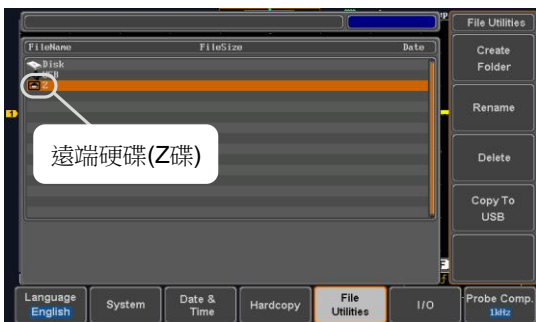 File Utilities
FileName FileSize Date
Disk
USB
Z
遠端硬碟(Z碟)
Create
Folder
Rename
Delete
Copy To
USB
1
Language
English
System
Date &
Time
Hardcopy
File
Utilities
I/O
Probe Comp.
1kHz